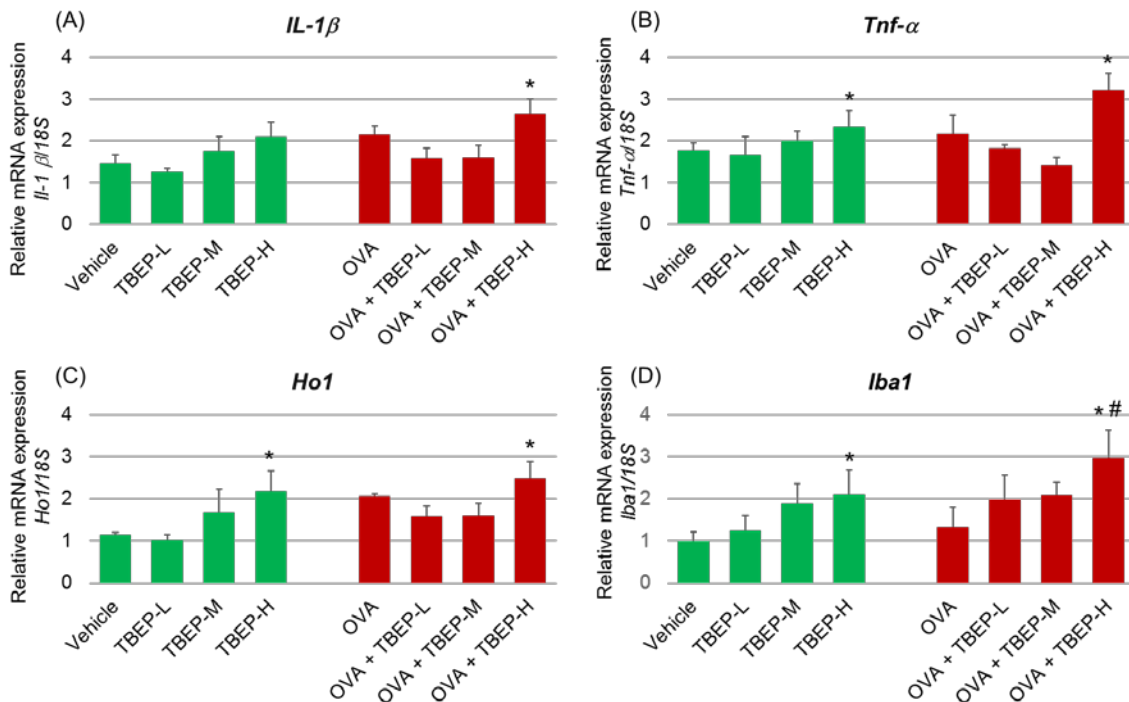 (A)
IL-1β
Relative mRNA expression
Il-1 β/18S
4
3
2
1
0
*
Vehicle
TBEP-L
TBEP-M
TBEP-H
OVA
OVA + TBEP-L
OVA + TBEP-M
OVA + TBEP-H
(B)
Tnf-α
Relative mRNA expression
Tnf-α/18S
4
3
2
1
0
*
*
Vehicle
TBEP-L
TBEP-M
TBEP-H
OVA
OVA + TBEP-L
OVA + TBEP-M
OVA + TBEP-H
(C)
Ho1
Relative mRNA expression
Ho1/18S
4
3
2
1
0
*
*
Vehicle
TBEP-L
TBEP-M
TBEP-H
OVA
OVA + TBEP-L
OVA + TBEP-M
OVA + TBEP-H
(D)
Iba1
Relative mRNA expression
Iba1/18S
4
3
2
1
0
*
* #
Vehicle
TBEP-L
TBEP-M
TBEP-H
OVA
OVA + TBEP-L
OVA + TBEP-M
OVA + TBEP-H